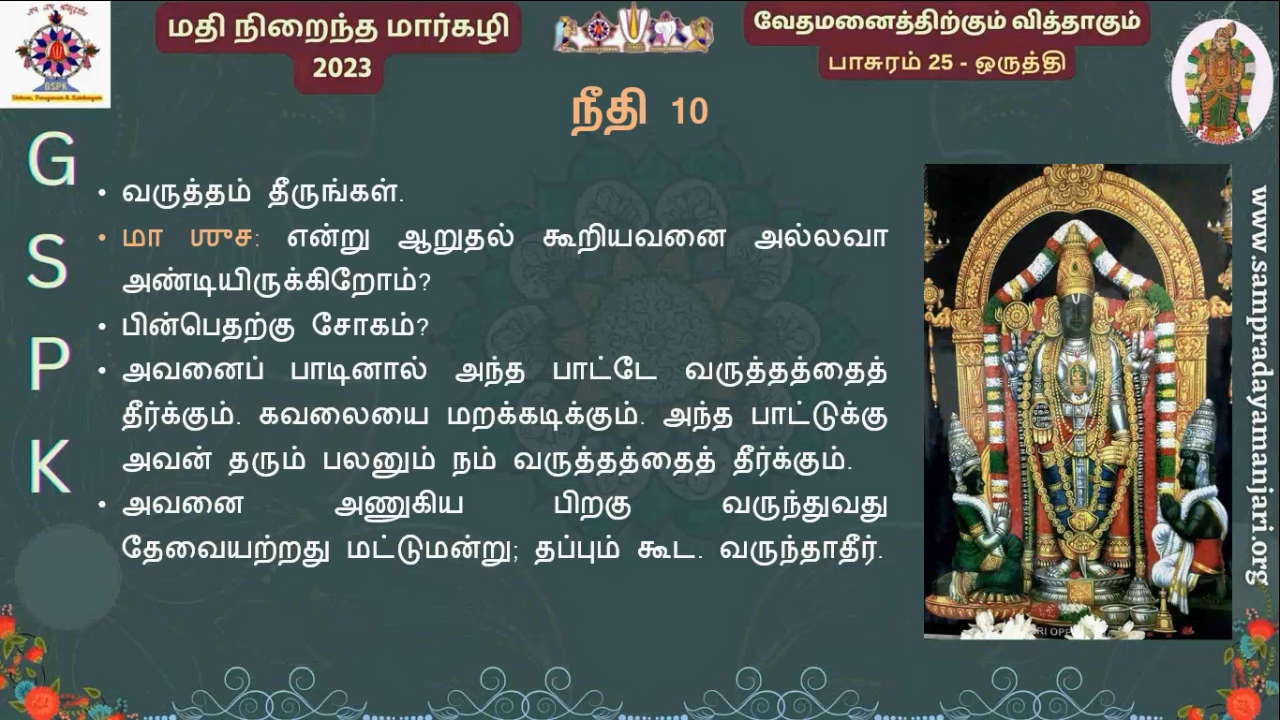 மதி நிறைந்த மார்கழி
2023
வேதமனைத்திற்கும் வித்தாகும்
பாசுரம் 25 - ஒருத்தி
நீதி 10
G
S
P
K
• வருத்தம் தீருங்கள்.
• மா ஶுச: என்று ஆறுதல் கூறியவனை அல்லவா
அண்டியிருக்கிறோம்?
• பின்பெதற்கு சோகம்?
• அவனைப் பாடினால் அந்த பாட்டே வருத்தத்தைத்
தீர்க்கும். கவலையை மறக்கடிக்கும். அந்த பாட்டுக்கு
அவன் தரும் பலனும் நம் வருத்தத்தைத் தீர்க்கும்.
• அவனை அணுகிய பிறகு வருந்துவது
தேவையற்றது மட்டுமன்று; தப்பும் கூட. வருந்தாதீர்.
www.sampradayamanjari.org